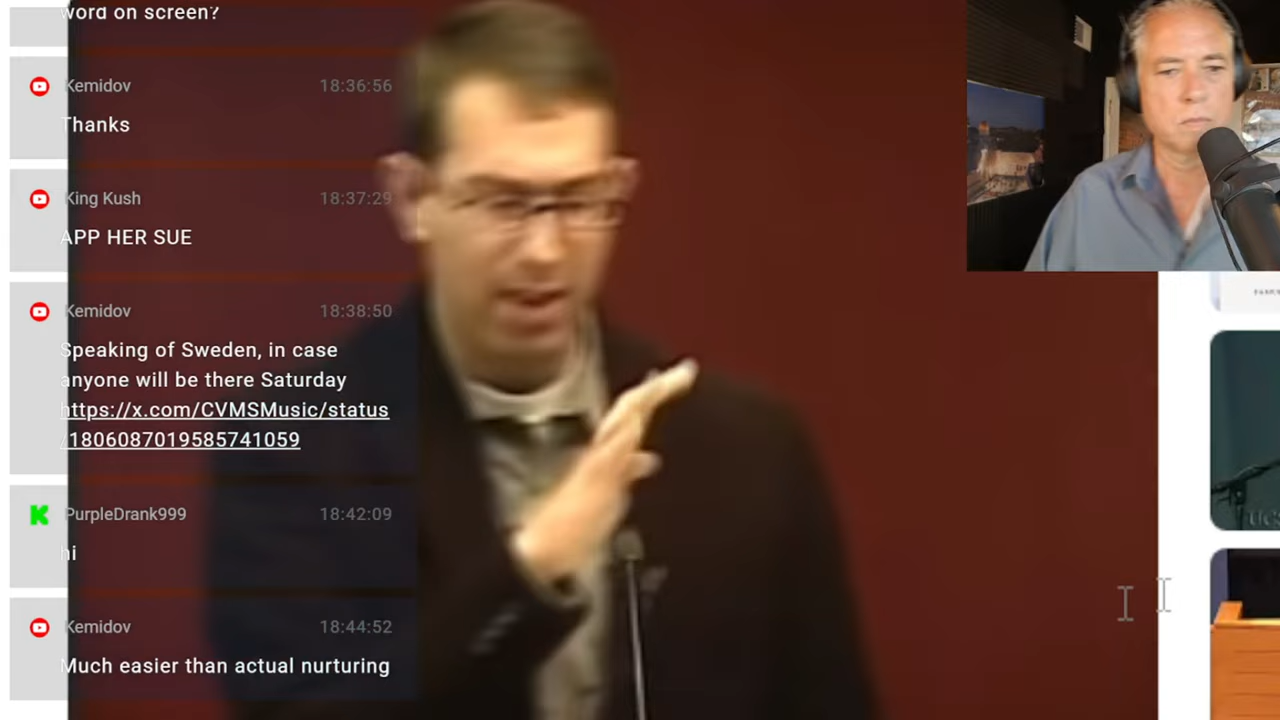 word on screen?
Kemidov 18:36:56
Thanks
King Kush 18:37:29
APP HER SUE
Kemidov 18:38:50
Speaking of Sweden, in case
anyone will be there Saturday
https://x.com/CVMSMusic/status
/1806087019585741059
PurpleDrank999 18:42:09
hi
Kemidov 18:44:52
Much easier than actual nurturing